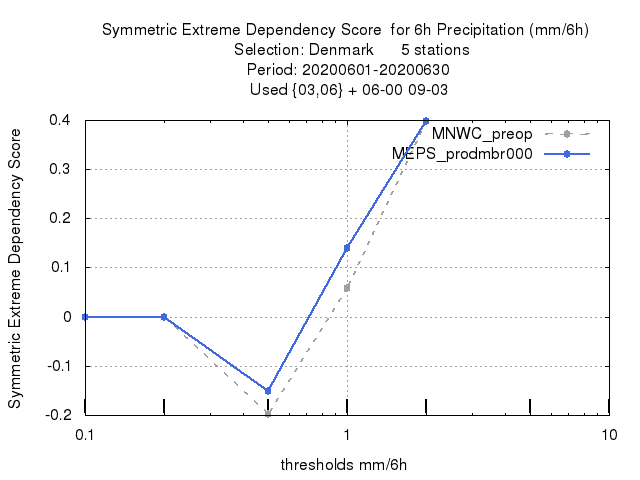 Symmetric Extreme Dependency Score  for 6h Precipitation (mm/6h)
Selection: Denmark      5 stations
Period: 20200601-20200630
Used {03,06} + 06-00 09-03
Symmetric Extreme Dependency Score
0.4
0.3
0.2
0.1
0
-0.1
-0.2
MNWC_preop
MEPS_prodmbr000
0.1
1
10
thresholds mm/6h